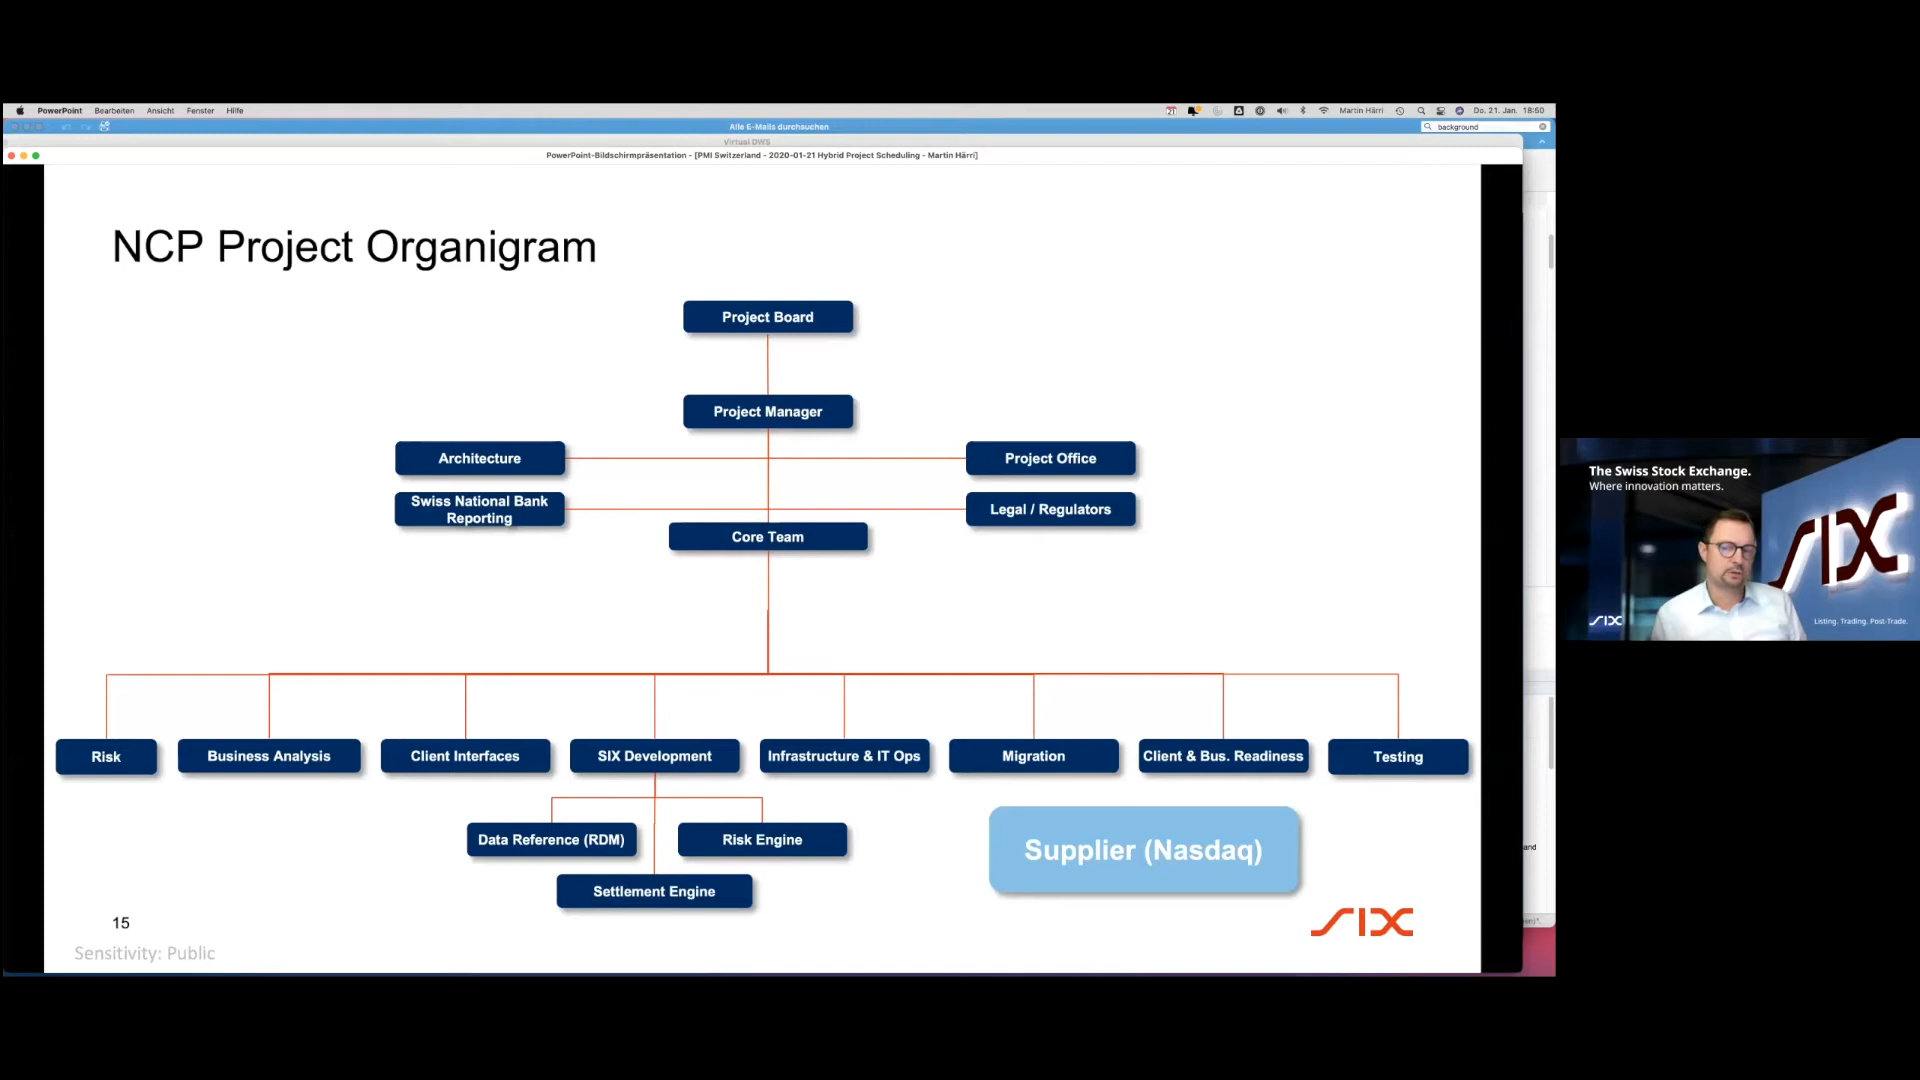 PowerPoint Bearbeiten Ansicht Fenster Hilfe
Martin Härri Do. 21. Jan. 18:50
Alle E-Mails durchsuchen
background
Virtual DWS
PowerPoint-Bildschirmpräsentation - [PMI Switzerland - 2020-01-21 Hybrid Project Scheduling - Martin Härri]
NCP Project Organigram
Project Board
Project Manager
Architecture
Project Office
Swiss National Bank
Reporting
Legal / Regulators
Core Team
Risk
Business Analysis
Client Interfaces
SIX Development
Infrastructure & IT Ops
Migration
Client & Bus. Readiness
Testing
Data Reference (RDM)
Risk Engine
Settlement Engine
Supplier (Nasdaq)
15
Sensitivity: Public
SIX
and
The Swiss Stock Exchange.
Where innovation matters.
SIX
SIX
Listing. Trading. Post-Trade.